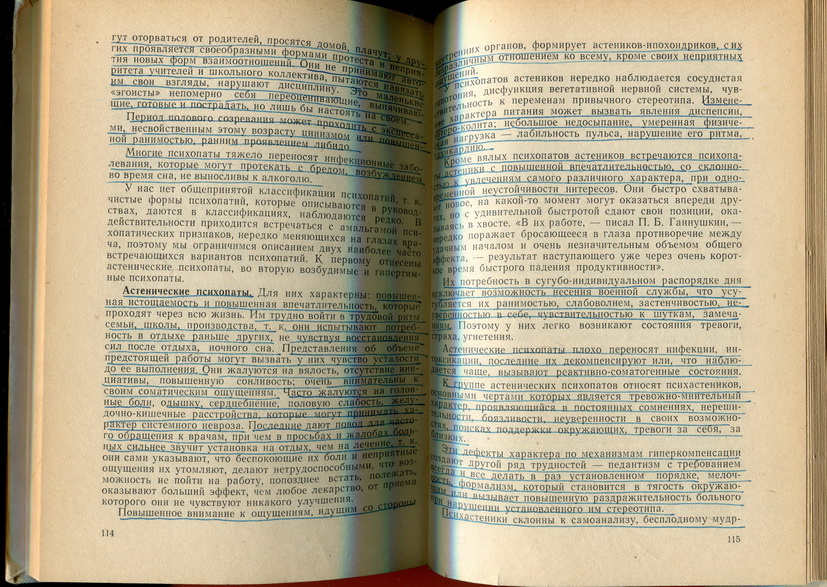 гут оторваться от родителей, просятся домой, плачут; у дру-
гих проявляется своеобразными формами протеста и неприя-
тия новых форм взаимоотношений. Они не принимают авто-
ритета учителей и школьного коллектива, пытаются навязать
им свои взгляды, нарушают дисциплину. Это маленькие
«эгоисты» непомерно себя переоценивающие, выпячиваю-
щие, готовые и пострадать, но лишь бы настоять на своем.
Период полового созревания может проходить с эксцесса-
ми, несвойственным этому возрасту цинизмом или повышен-
ной ранимостью, ранним проявлением либидо.
Многие психопаты тяжело переносят инфекционные забо-
левания, которые могут протекать с бредом, возбуждением
во время сна, не выносливы к алкоголю.
У нас нет общепринятой классификации психопатий, т. к.
чистые формы психопатий, которые описываются в руковод-
ствах, даются в классификациях, наблюдаются редко. В
действительности приходится встречаться с амальгамой пси-
хопатических признаков, нередко меняющихся на глазах вра-
ча, поэтому мы ограничимся описанием двух наиболее часто
встречающихся вариантов психопатий. К первому отнесены
астенические психопаты, во вторую возбудимые и гипертим-
ные психопаты.
Астенические психопаты. Для них характерны: повышен-
ная истощаемость и повышенная впечатлительность, которые
проходят через всю жизнь. Им трудно войти в трудовой ритм
семьи, школы, производства, т. к. они испытывают потреб-
ность в отдыхе раньше других, не чувствуя восстановления
сил после отдыха, ночного сна. Представления об объеме
предстоящей работы могут вызвать у них чувство усталости
до ее выполнения. Они жалуются на вялость, отсутствие ини-
циативы, повышенную сонливость; очень внимательны к
своим соматическим ощущениям. Часто жалуются на голов-
ные боли, одышку, сердцебиение, половую слабость, желу-
дочно-кишечные расстройства, которые могут принимать ха-
рактер системного невроза. Последние дают повод для часто-
го обращения к врачам, при чем в просьбах и жалобах боль-
ных сильнее звучит установка на отдых, чем на лечение, т. к.
они сами указывают, что беспокоющие их боли и неприятные
ощущения их утомляют, делают нетрудоспособными, что воз-
можность не пойти на работу, попозднее встать, полежать,
оказывают больший эффект, чем любое лекарство, от приема
которого они не чувствуют никакого улучшения.
Повышенное внимание к ощущениям, идущим со стороны
114
внутренних органов, формирует астеников-ипохондриков, с их
безразличным отношением ко всему, кроме своих неприятных
ощущений.
У психопатов астеников нередко наблюдается сосудистая
дистония, дисфункция вегетативной нервной системы, чув-
ствительность к переменам привычного стереотипа. Измене-
характера питания может вызвать явления диспепсии,
колита; небольшое недосыпание, умеренная физиче-
ская нагрузка — лабильность пульса, нарушение его ритма,
тахикардию.
Кроме вялых психопатов астеников встречаются психопа-
ты астеники с повышенной впечатлительностью, со склонно-
стью к увлечениям самого различного характера, при одно-
временной неустойчивости интересов. Они быстро схватыва-
ют новое, на какой-то момент могут оказаться впереди дру-
гих, но с удивительной быстротой сдают свои позиции, ока-
зываясь в хвосте. «В их работе, — писал П. Б. Ганнушкин, —
нередко поражает бросающееся в глаза противоречие между
удачным началом и очень незначительным объемом общего
эффекта, — результат наступающего уже через очень корот-
кое время быстрого падения продуктивности».
Их потребность в сугубо-индивидуальном распорядке дня
исключает возможность несения военной службы, что усу-
губляется их ранимостью, слабоволием, застенчивостью, не-
уверенностью в себе, чувствительностью к шуткам, замеча-
ниям. Поэтому у них легко возникают состояния тревоги,
страха, угнетения.
Астенические психопаты плохо переносят инфекции, ин-
токсикации, последние их декомпенсируют или, что наблю-
дается чаще, вызывают реактивно-соматогенные состояния.
К группе астенических психопатов относят психастеников,
основными чертами которых является тревожно-мнительный
характер, проявляющийся в постоянных сомнениях, нереши-
тельности, боязливости, неуверенности в своих возможно-
стях, поисках поддержки окружающих, тревоги за себя, за
близких.
Эти дефекты характера по механизмам гиперкомпенсации
создают другой ряд трудностей — педантизм с требованием
всегда и все делать в раз установленном порядке, мелоч-
ность, формализм, который становится в тягость окружаю-
щим или вызывает повышенную раздражительность больного
при нарушении установленного им стереотипа.
Психастеники склонны к самоанализу, бесплодному мудр-
115